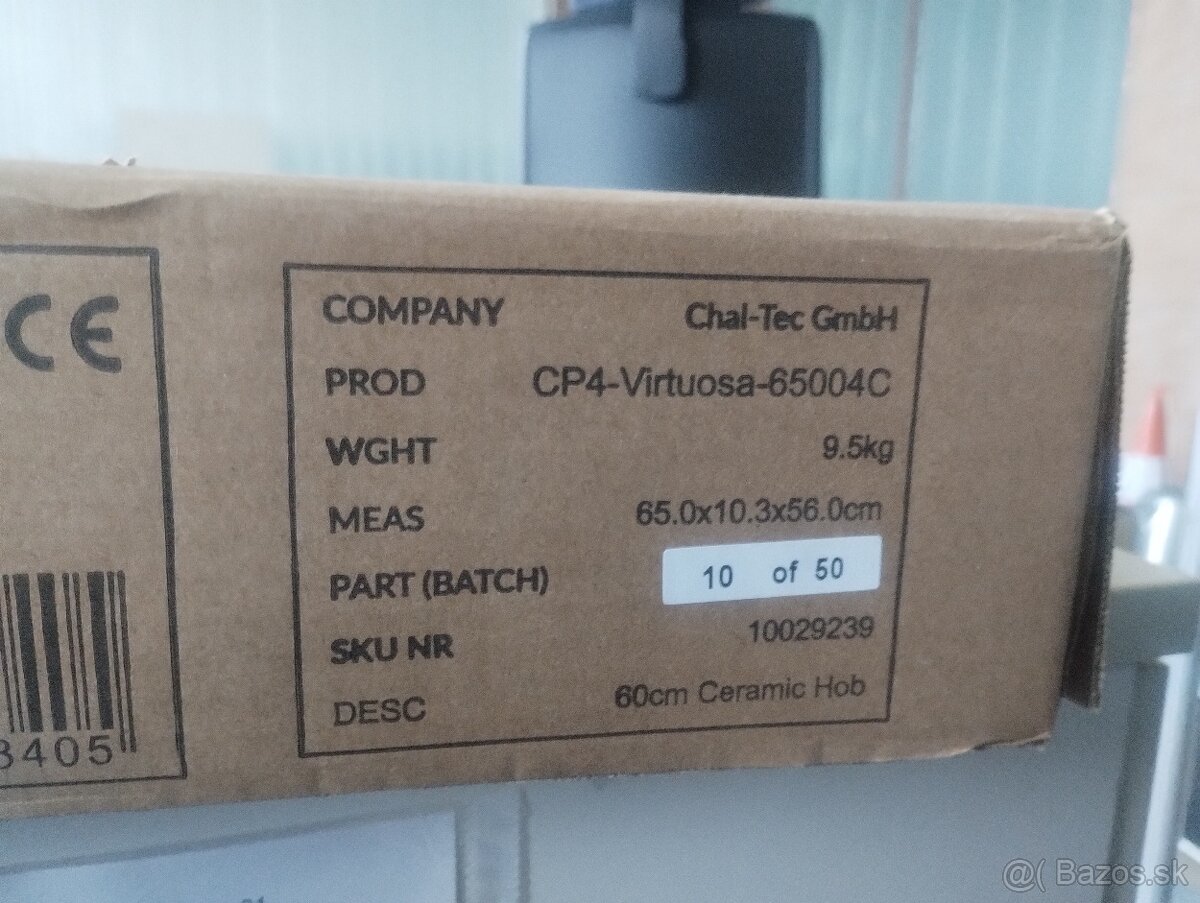 CE
COMPANY Chal-Tec GmbH
PROD CP4-Virtuosa-65004C
WGHT 9.5kg
MEAS 65.0x10.3x56.0cm
PART (BATCH) 10 of 50
SKU NR 10029239
DESC 60cm Ceramic Hob
3405
@( Bazos.sk